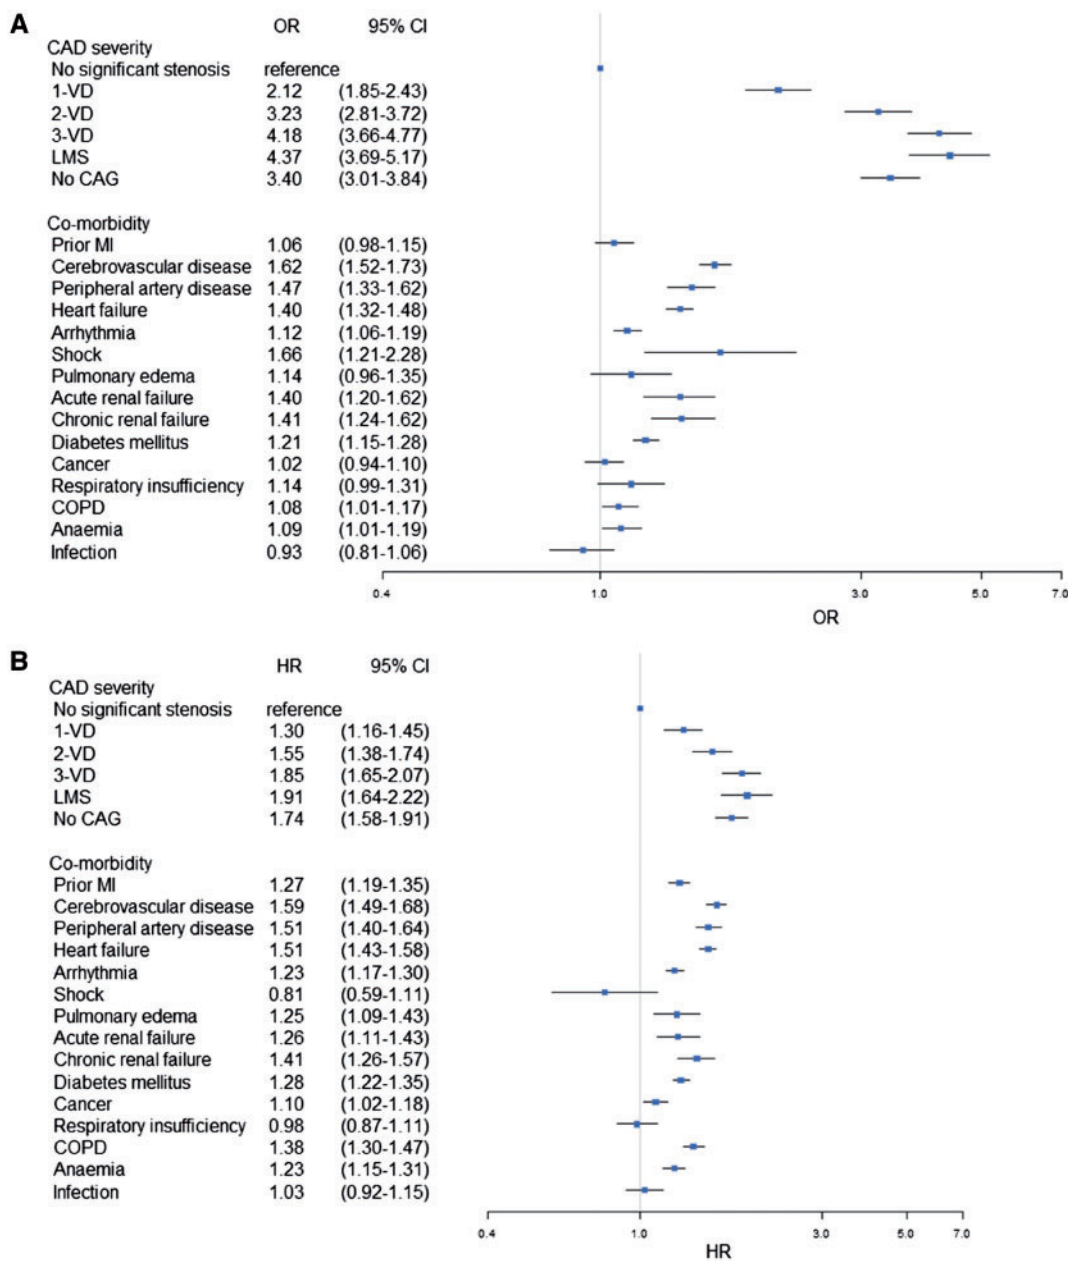 A
OR 95% CI
CAD severity
No significant stenosis reference
1-VD 2.12 (1.85-2.43)
2-VD 3.23 (2.81-3.72)
3-VD 4.18 (3.66-4.77)
LMS 4.37 (3.69-5.17)
No CAG 3.40 (3.01-3.84)
Co-morbidity
Prior MI 1.06 (0.98-1.15)
Cerebrovascular disease 1.62 (1.52-1.73)
Peripheral artery disease 1.47 (1.33-1.62)
Heart failure 1.40 (1.32-1.48)
Arrhythmia 1.12 (1.06-1.19)
Shock 1.66 (1.21-2.28)
Pulmonary edema 1.14 (0.96-1.35)
Acute renal failure 1.40 (1.20-1.62)
Chronic renal failure 1.41 (1.24-1.62)
Diabetes mellitus 1.21 (1.15-1.28)
Cancer 1.02 (0.94-1.10)
Respiratory insufficiency 1.14 (0.99-1.31)
COPD 1.08 (1.01-1.17)
Anaemia 1.09 (1.01-1.19)
Infection 0.93 (0.81-1.06)
0.4 1.0 3.0 5.0 7.0
OR
B
HR 95% CI
CAD severity
No significant stenosis reference
1-VD 1.30 (1.16-1.45)
2-VD 1.55 (1.38-1.74)
3-VD 1.85 (1.65-2.07)
LMS 1.91 (1.64-2.22)
No CAG 1.74 (1.58-1.91)
Co-morbidity
Prior MI 1.27 (1.19-1.35)
Cerebrovascular disease 1.59 (1.49-1.68)
Peripheral artery disease 1.51 (1.40-1.64)
Heart failure 1.51 (1.43-1.58)
Arrhythmia 1.23 (1.17-1.30)
Shock 0.81 (0.59-1.11)
Pulmonary edema 1.25 (1.09-1.43)
Acute renal failure 1.26 (1.11-1.43)
Chronic renal failure 1.41 (1.26-1.57)
Diabetes mellitus 1.28 (1.22-1.35)
Cancer 1.10 (1.02-1.18)
Respiratory insufficiency 0.98 (0.87-1.11)
COPD 1.38 (1.30-1.47)
Anaemia 1.23 (1.15-1.31)
Infection 1.03 (0.92-1.15)
0.4 1.0 3.0 5.0 7.0
HR